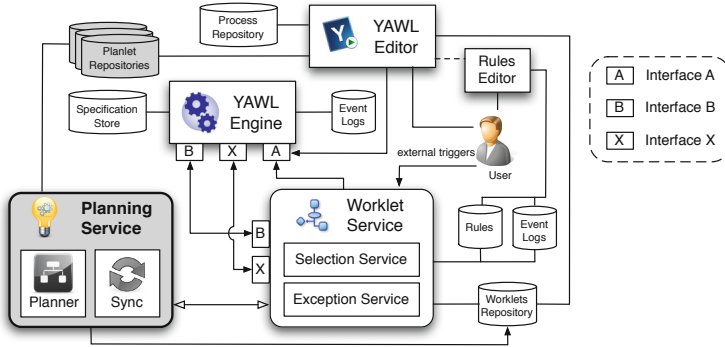 Process
Repository
YAWL
Editor
Planlet
Repositories
Rules
Editor
A
Interface A
B
Interface B
X
Interface X
Specification
Store
YAWL
Engine
Event
Logs
B
X
A
external triggers
User
Planning
Service
Worklet
Service
B
X
Rules
Event
Logs
Selection Service
Exception Service
Planner
Sync
Worklets
Repository